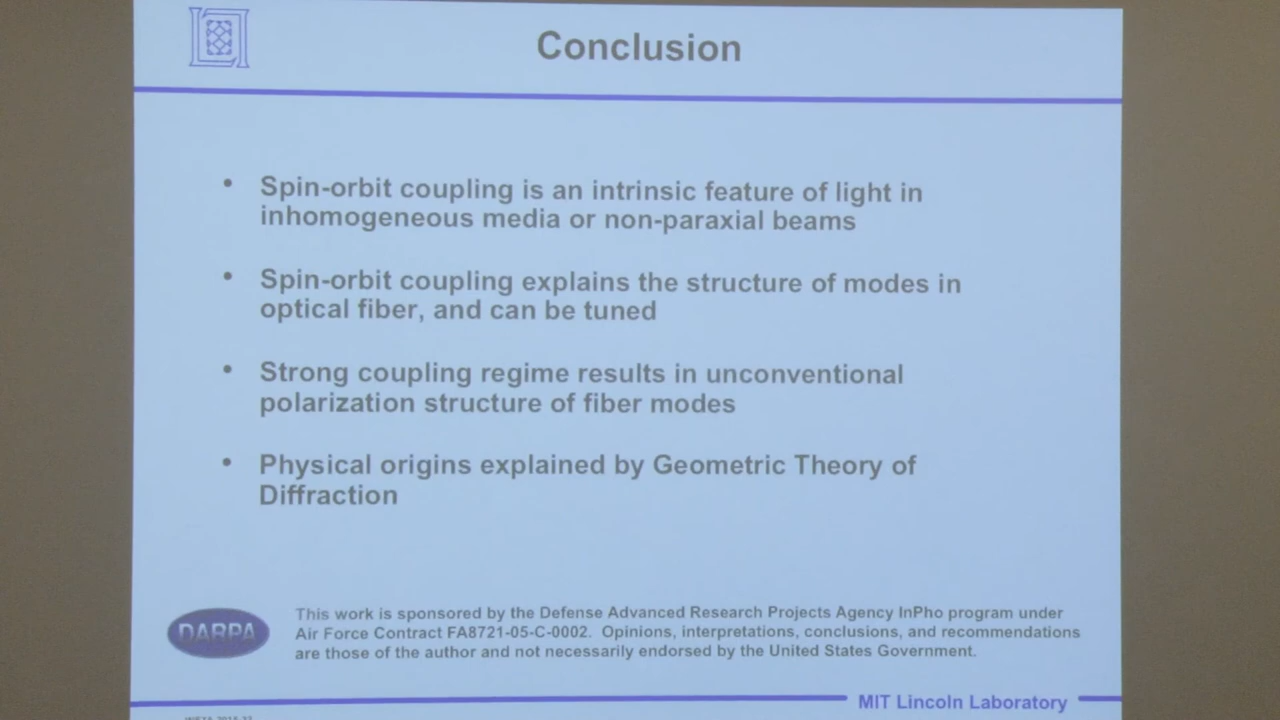 Conclusion
• Spin-orbit coupling is an intrinsic feature of light in
inhomogeneous media or non-paraxial beams
• Spin-orbit coupling explains the structure of modes in
optical fiber, and can be tuned
• Strong coupling regime results in unconventional
polarization structure of fiber modes
• Physical origins explained by Geometric Theory of
Diffraction
DARPA
This work is sponsored by the Defense Advanced Research Projects Agency InPho program under
Air Force Contract FA8721-05-C-0002. Opinions, interpretations, conclusions, and recommendations
are those of the author and not necessarily endorsed by the United States Government.
MIT Lincoln Laboratory